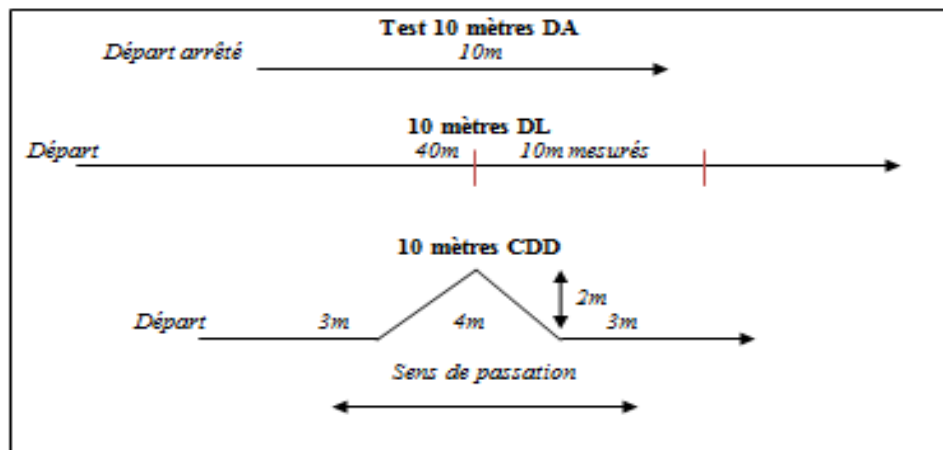 Test 10 mètres DA
Départ arrêté 10m
10 mètres DL
Départ 40m 10m mesurés
10 mètres CDD
2m
Départ 3m 4m 3m
Sens de passation